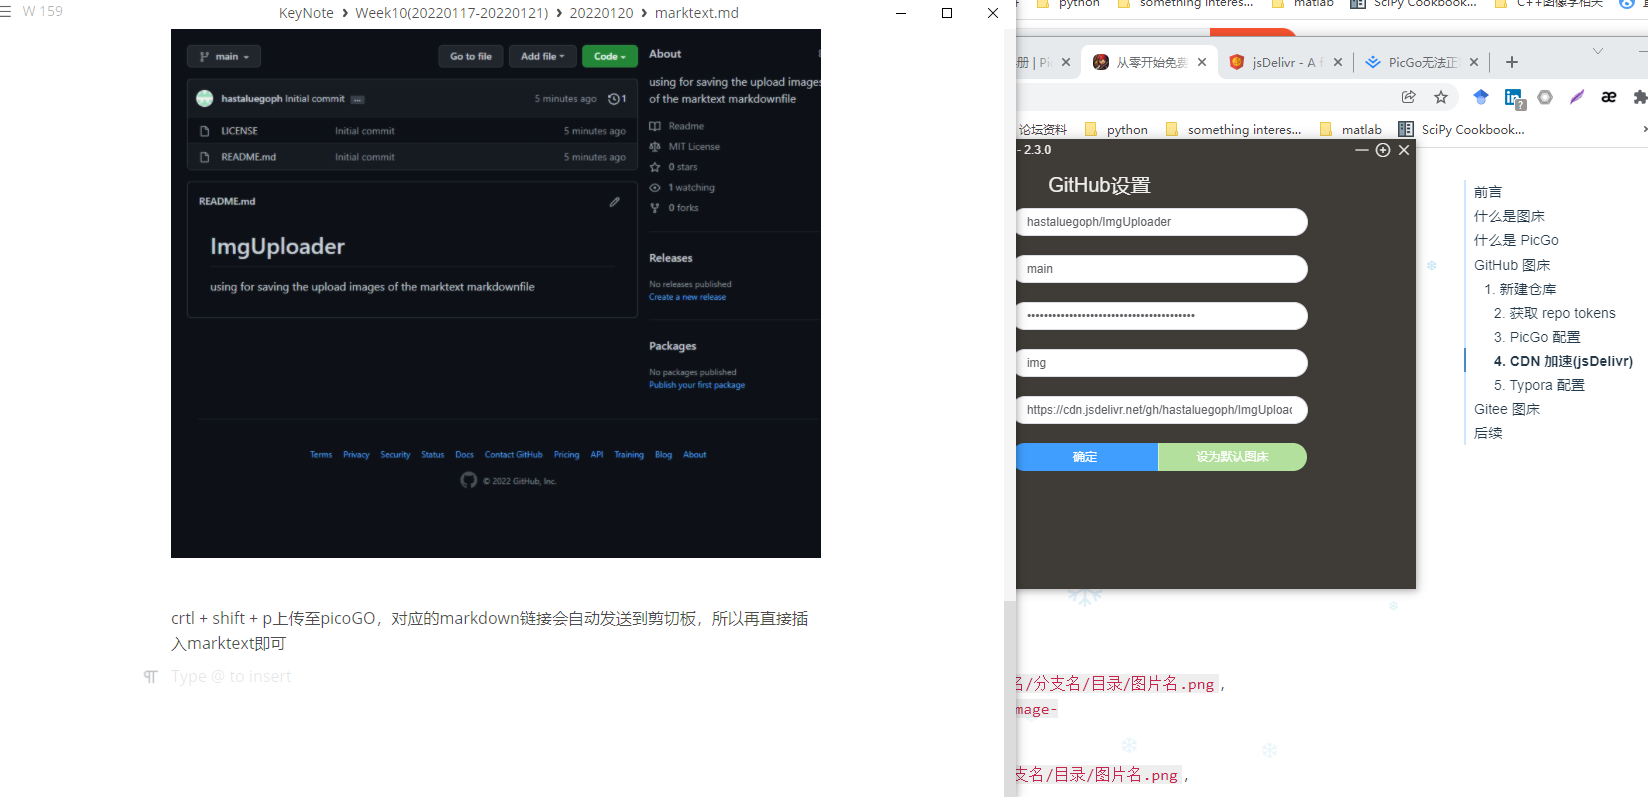 W 159
KeyNote > Week10(20220117-20220121) > 20220120 > marktext.md
main
Go to file
Add file
Code
hastaluegoph Initial commit ...
5 minutes ago
1
LICENSE
Initial commit
5 minutes ago
README.md
Initial commit
5 minutes ago
README.md
ImgUploader
using for saving the upload images of the marktext markdownfile
About
using for saving the upload images
of the marktext markdownfile
Readme
MIT License
0 stars
1 watching
0 forks
Releases
No releases published
Create a new release
Packages
No packages published
Publish your first package
Terms Privacy Security Status Docs Contact GitHub Pricing API Training Blog About
© 2022 GitHub, Inc.
crtl + shift + p上传至picoGO，对应的markdown链接会自动发送到剪切板，所以再直接插
入marktext即可
Type @ to insert
python
something interes...
matlab
SciPy Cookbook...
C++图像学相关
册 | Pi
从零开始免费
jsDelivr - A f
PicGo无法正
论坛资料
python
something interes...
matlab
SciPy Cookbook...
- 2.3.0
GitHub设置
hastaluegoph/ImgUploader
main
img
https://cdn.jsdelivr.net/gh/hastaluegoph/ImgUploac
确定
设为默认图床
前言
什么是图床
什么是 PicGo
GitHub 图床
1. 新建仓库
2. 获取 repo tokens
3. PicGo 配置
4. CDN 加速(jsDelivr)
5. Typora 配置
Gitee 图床
后续
名/分支名/目录/图片名.png，
mage-
支名/目录/图片名.png，